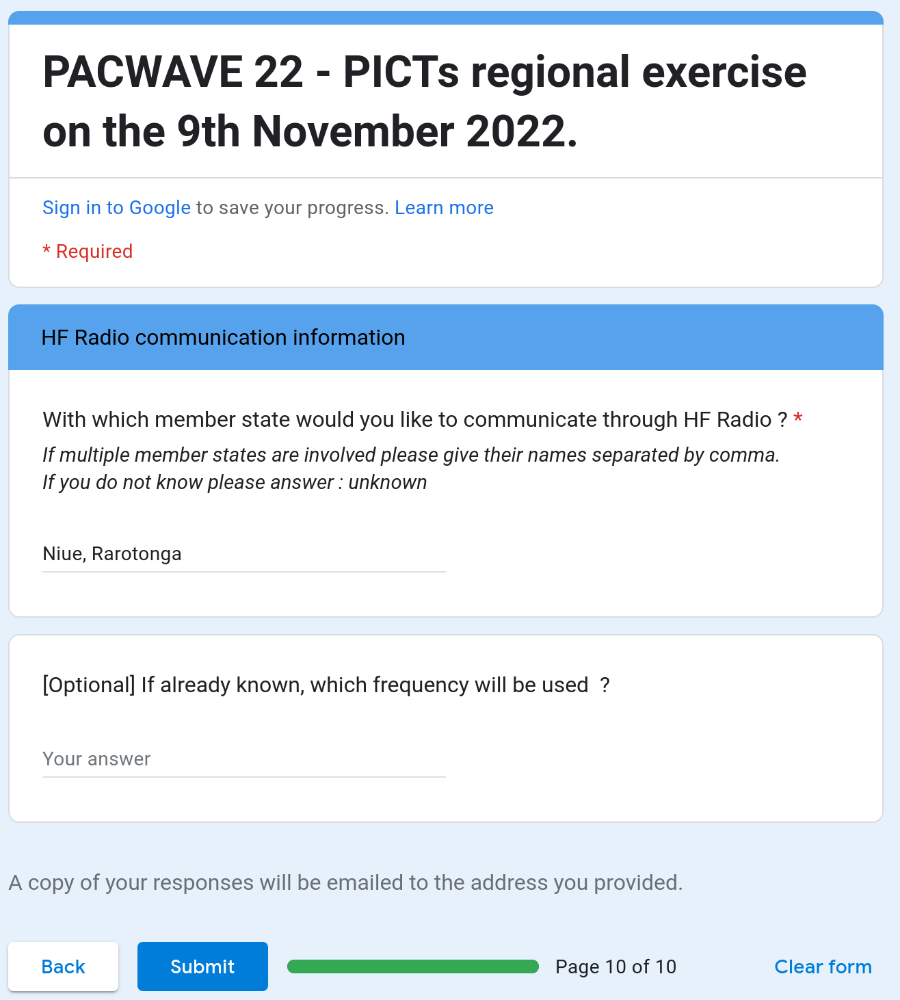 PACWAVE 22 - PICTs regional exercise
on the 9th November 2022.
Sign in to Google to save your progress. Learn more
* Required
HF Radio communication information
With which member state would you like to communicate through HF Radio ? *
If multiple member states are involved please give their names separated by comma.
If you do not know please answer : unknown
Niue, Rarotonga
[Optional] If already known, which frequency will be used  ?
Your answer
A copy of your responses will be emailed to the address you provided.
Back Submit Page 10 of 10 Clear form